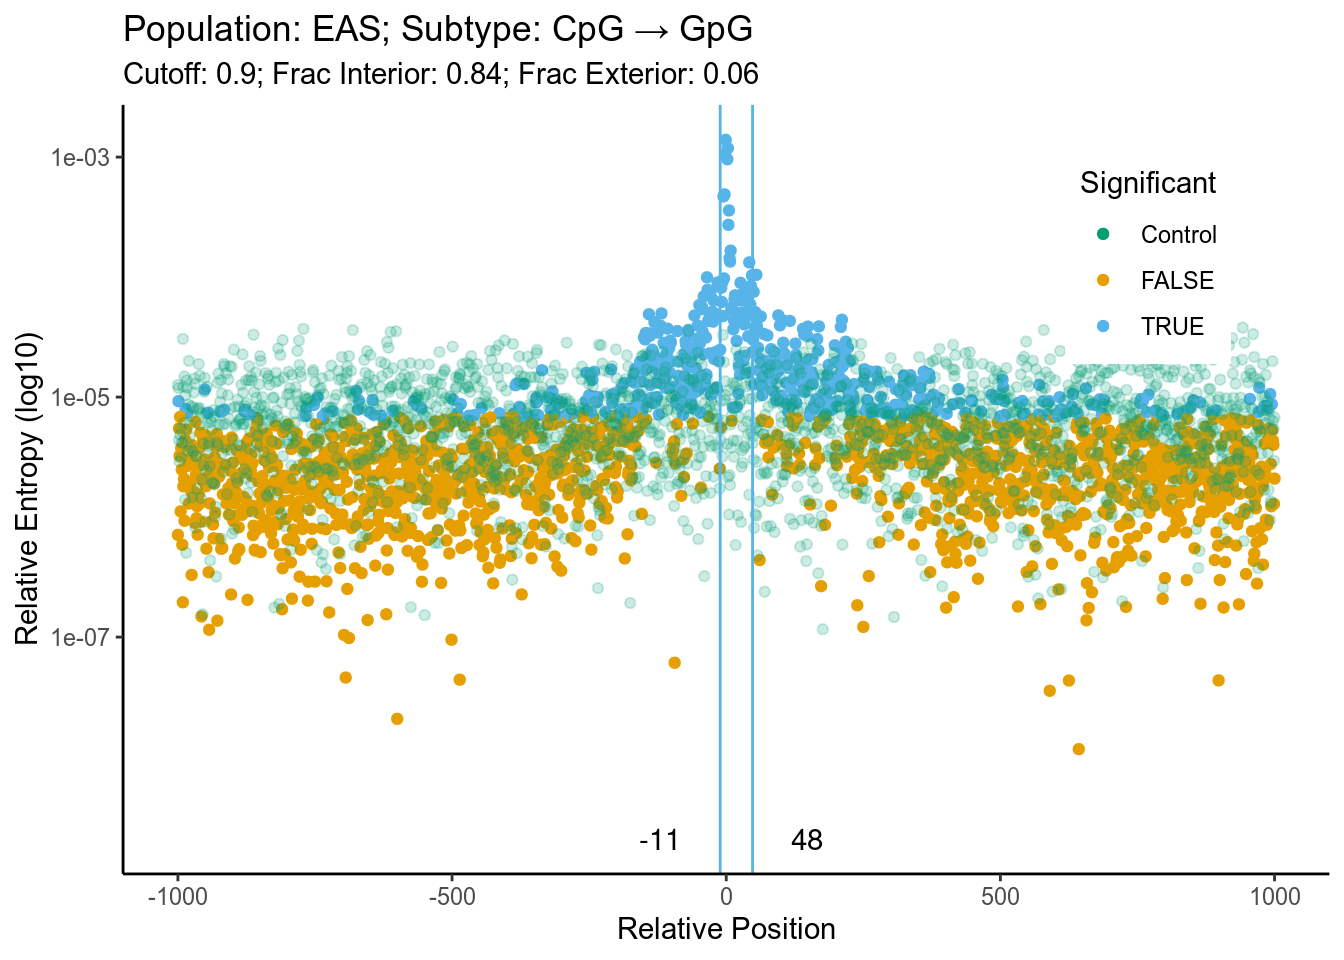 Population: EAS; Subtype: CpG → GpG
Cutoff: 0.9; Frac Interior: 0.84; Frac Exterior: 0.06
Relative Entropy (log10)
1e-03
1e-05
1e-07
Significant
Control
FALSE
TRUE
-11
48
-1000
-500
0
500
1000
Relative Position